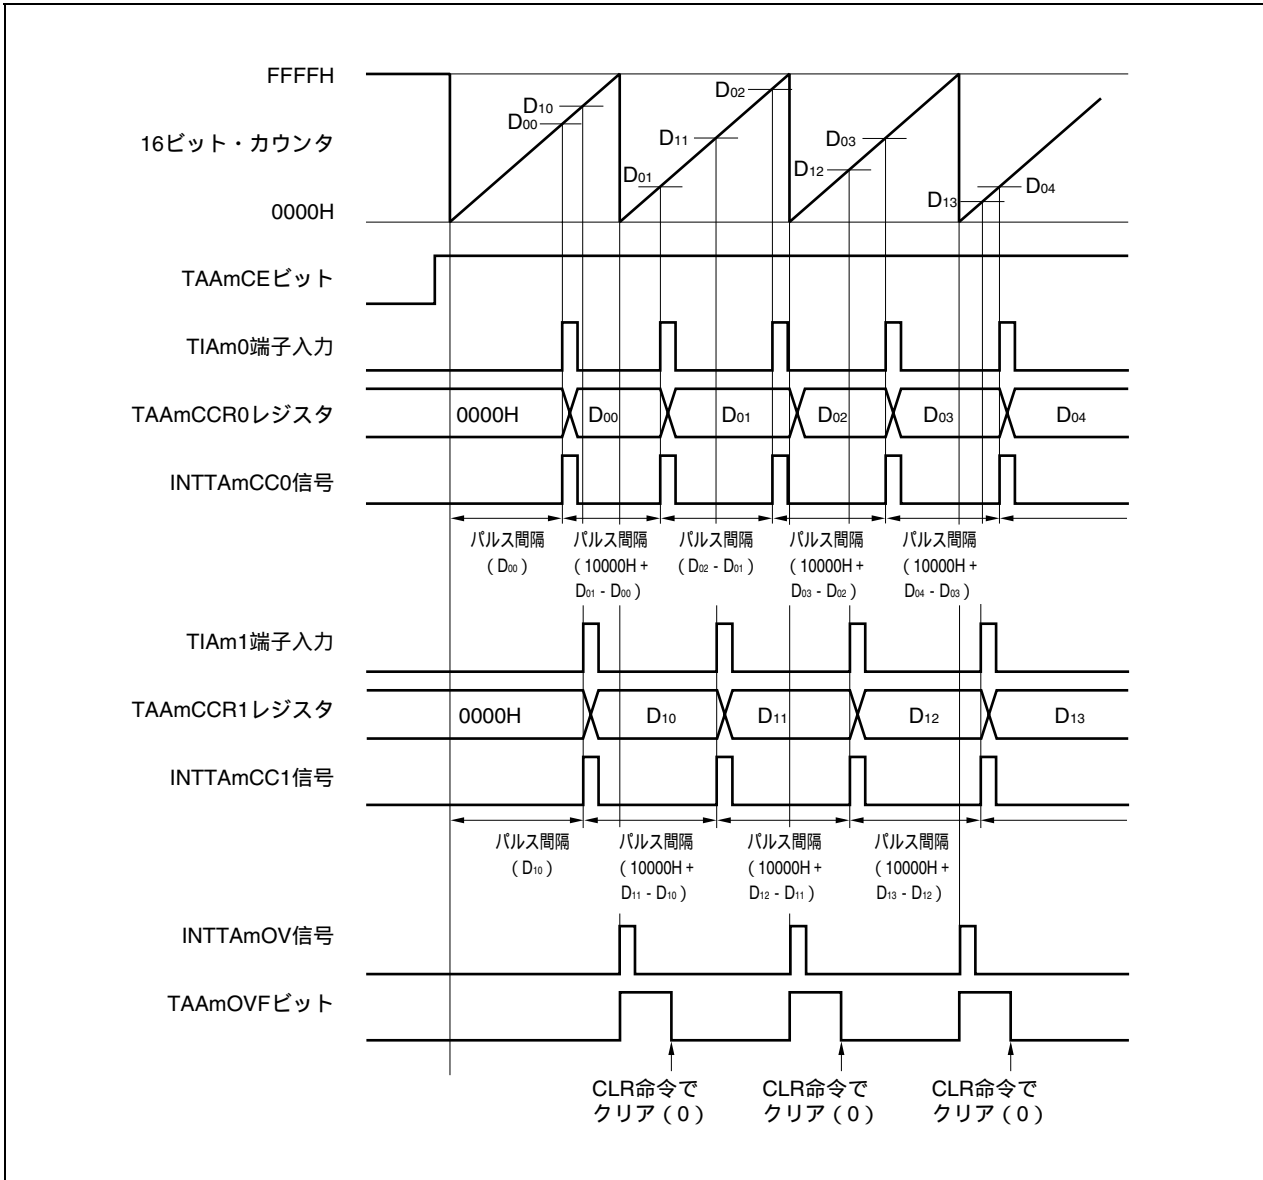 FFFFH
16ビット・カウンタ
0000H
D10
D00
D01
D11
D02
D12
D03
D13
D04
TAAmCEビット
TIAm0端子入力
TAAmCCR0レジスタ
0000H D00 D01 D02 D03 D04
INTTAmCC0信号
パルス間隔
(D00)
パルス間隔
(10000H +
D01 - D00)
パルス間隔
(D02 - D01)
パルス間隔
(10000H +
D03 - D02)
パルス間隔
(10000H +
D04 - D03)
TIAm1端子入力
TAAmCCR1レジスタ
0000H D10 D11 D12 D13
INTTAmCC1信号
パルス間隔
(D10)
パルス間隔
(10000H +
D11 - D10)
パルス間隔
(10000H +
D12 - D11)
パルス間隔
(10000H +
D13 - D12)
INTTAmOV信号
TAAmOVFビット
CLR命令で
クリア(0)
CLR命令で
クリア(0)
CLR命令で
クリア(0)